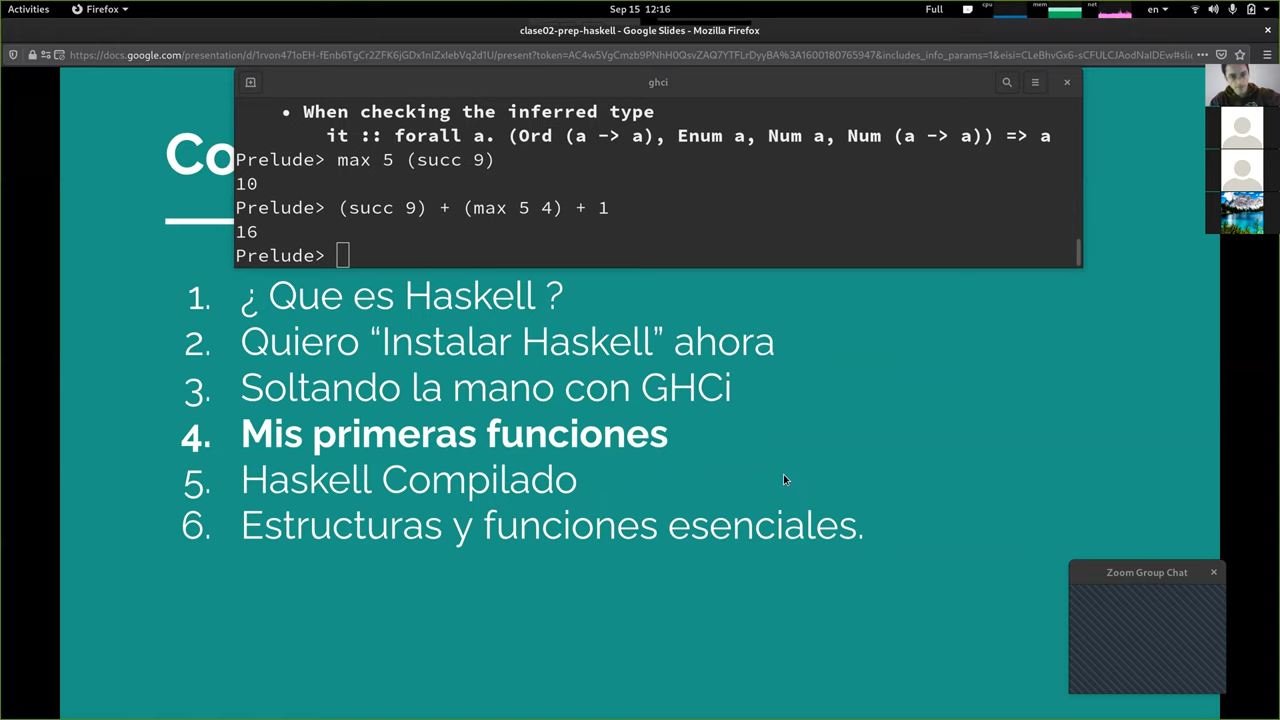 Activities
Firefox
Sep 15 12:16
Full
cpu
mem
net
en
clase02-prep-haskell - Google Slides - Mozilla Firefox
ghci
• When checking the inferred type
it :: forall a. (Ord (a -> a), Enum a, Num a, Num (a -> a)) => a
Prelude> max 5 (succ 9)
10
Prelude> (succ 9) + (max 5 4) + 1
16
Prelude>
Co
1. ¿ Que es Haskell ?
2. Quiero “Instalar Haskell” ahora
3. Soltando la mano con GHCi
4. Mis primeras funciones
5. Haskell Compilado
6. Estructuras y funciones esenciales.
Zoom Group Chat